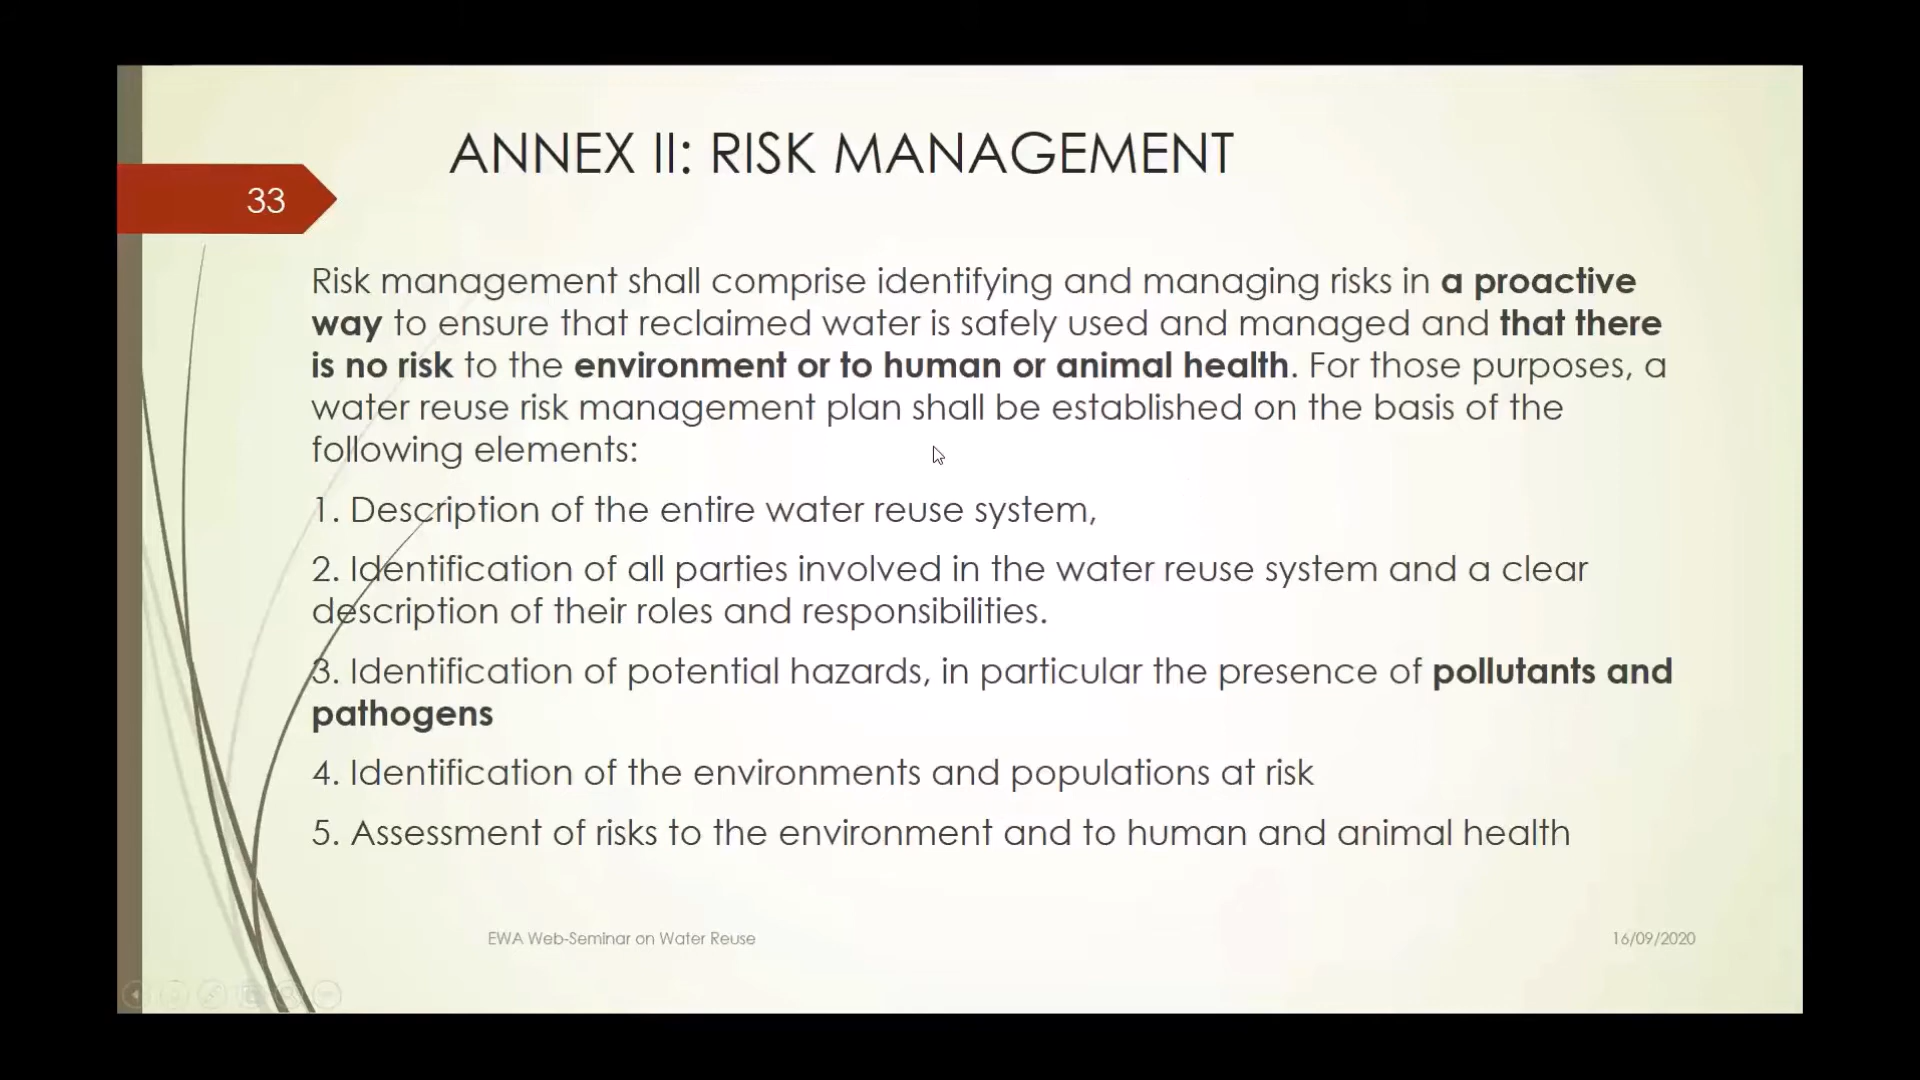 ANNEX II: RISK MANAGEMENT
33
Risk management shall comprise identifying and managing risks in a proactive
way to ensure that reclaimed water is safely used and managed and that there
is no risk to the environment or to human or animal health. For those purposes, a
water reuse risk management plan shall be established on the basis of the
following elements:
1. Description of the entire water reuse system,
2. Identification of all parties involved in the water reuse system and a clear
description of their roles and responsibilities.
3. Identification of potential hazards, in particular the presence of pollutants and
pathogens
4. Identification of the environments and populations at risk
5. Assessment of risks to the environment and to human and animal health
EWA Web-Seminar on Water Reuse
16/09/2020